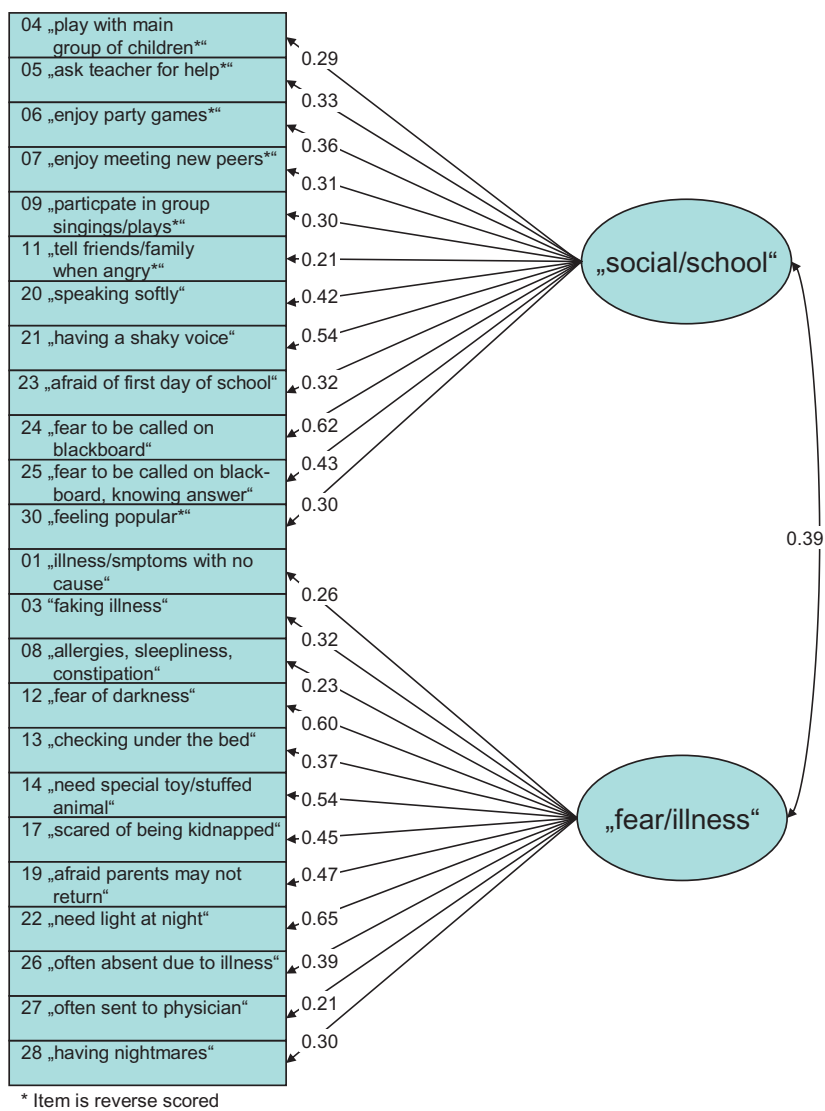 04 „play with main
group of children*“
05 „ask teacher for help*“
06 „enjoy party games*“
07 „enjoy meeting new peers*“
09 „particpate in group
singings/plays*“
11 „tell friends/family
when angry*“
20 „speaking softly“
21 „having a shaky voice“
23 „afraid of first day of school“
24 „fear to be called on
blackboard“
25 „fear to be called on black-
board, knowing answer“
30 „feeling popular*“
01 „illness/smptoms with no
cause“
03 “faking illness“
08 „allergies, sleepliness,
constipation“
12 „fear of darkness“
13 „checking under the bed“
14 „need special toy/stuffed
animal“
17 „scared of being kidnapped“
19 „afraid parents may not
return“
22 „need light at night“
26 „often absent due to illness“
27 „often sent to physician“
28 „having nightmares“
* Item is reverse scored
0.29
0.33
0.36
0.31
0.30
0.21
0.42
0.54
0.32
0.62
0.43
0.30
0.26
0.32
0.23
0.60
0.37
0.54
0.45
0.47
0.65
0.39
0.21
0.30
„social/school“
„fear/illness“
0.39